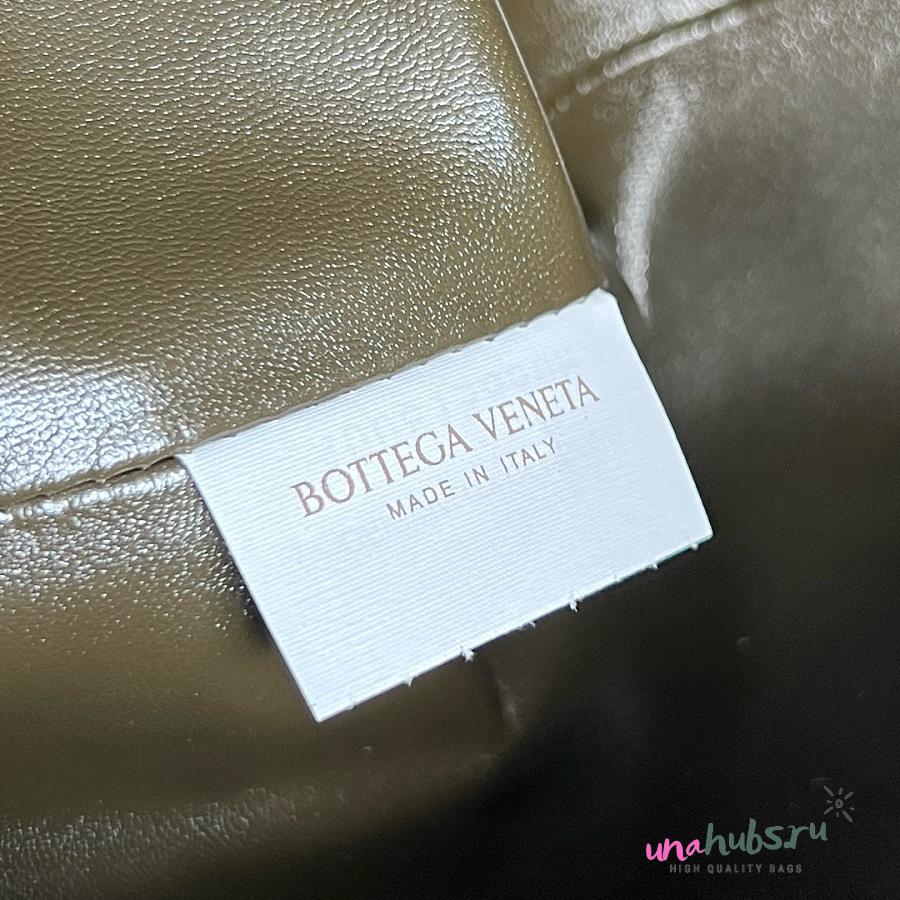 BOTTEGA VENETA
MADE IN ITALY
unahubs.ru
HIGH QUALITY BAGS